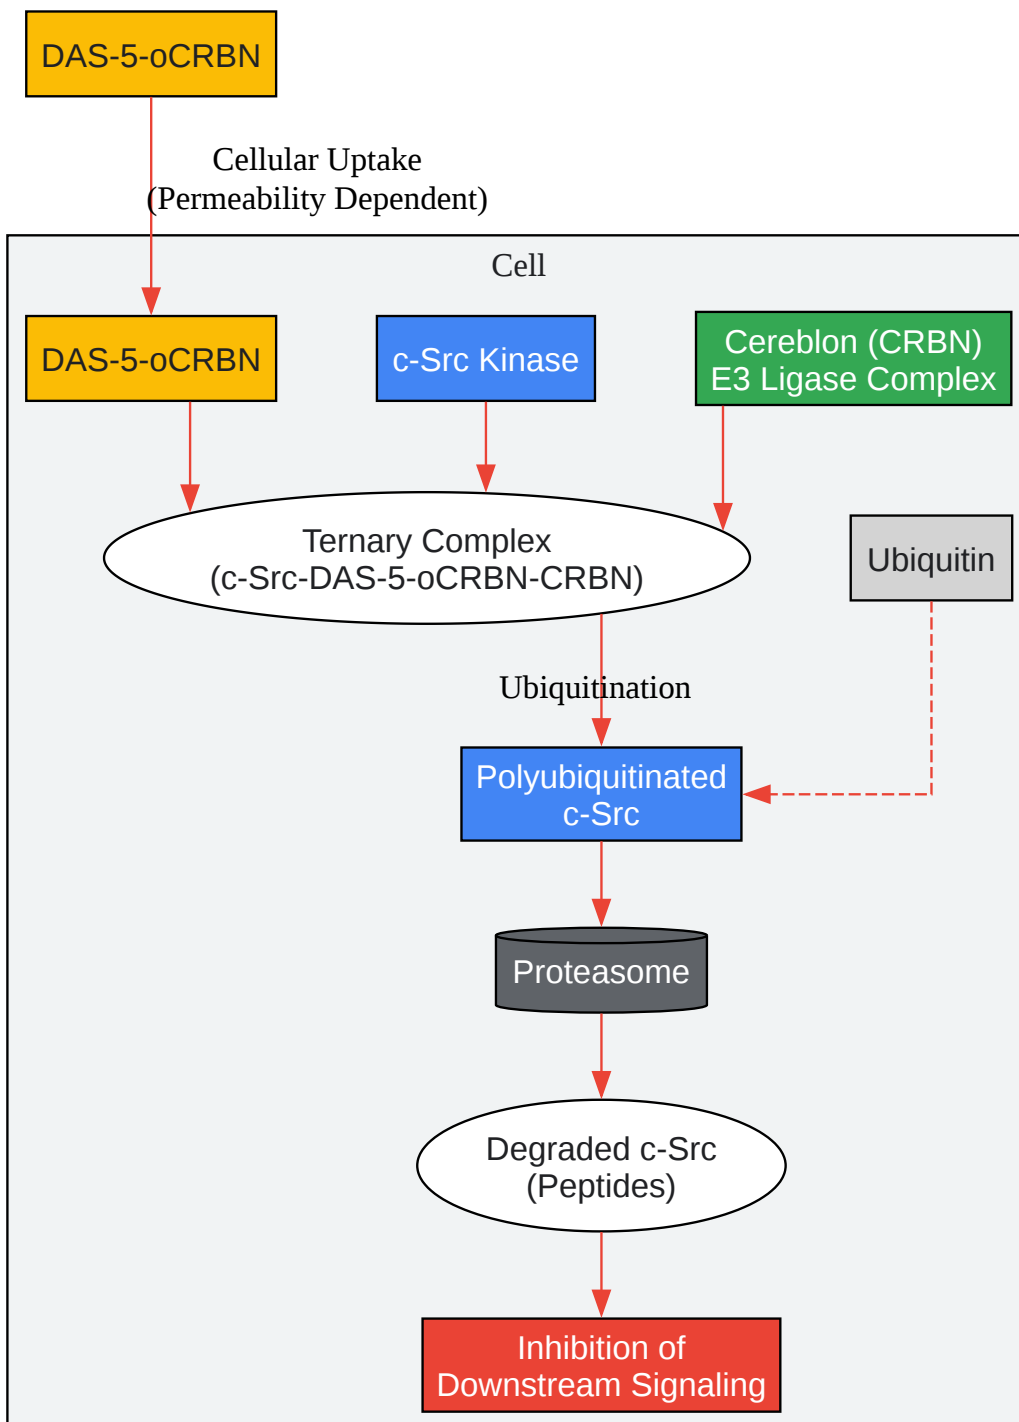 DAS-5-oCRBN
Cellular Uptake
(Permeability Dependent)
Cell
DAS-5-oCRBN
c-Src Kinase
Cereblon (CRBN)
E3 Ligase Complex
Ternary Complex
(c-Src-DAS-5-oCRBN-CRBN)
Ubiquitin
Ubiquitination
Polyubiquitinated
c-Src
Proteasome
Degraded c-Src
(Peptides)
Inhibition of
Downstream Signaling